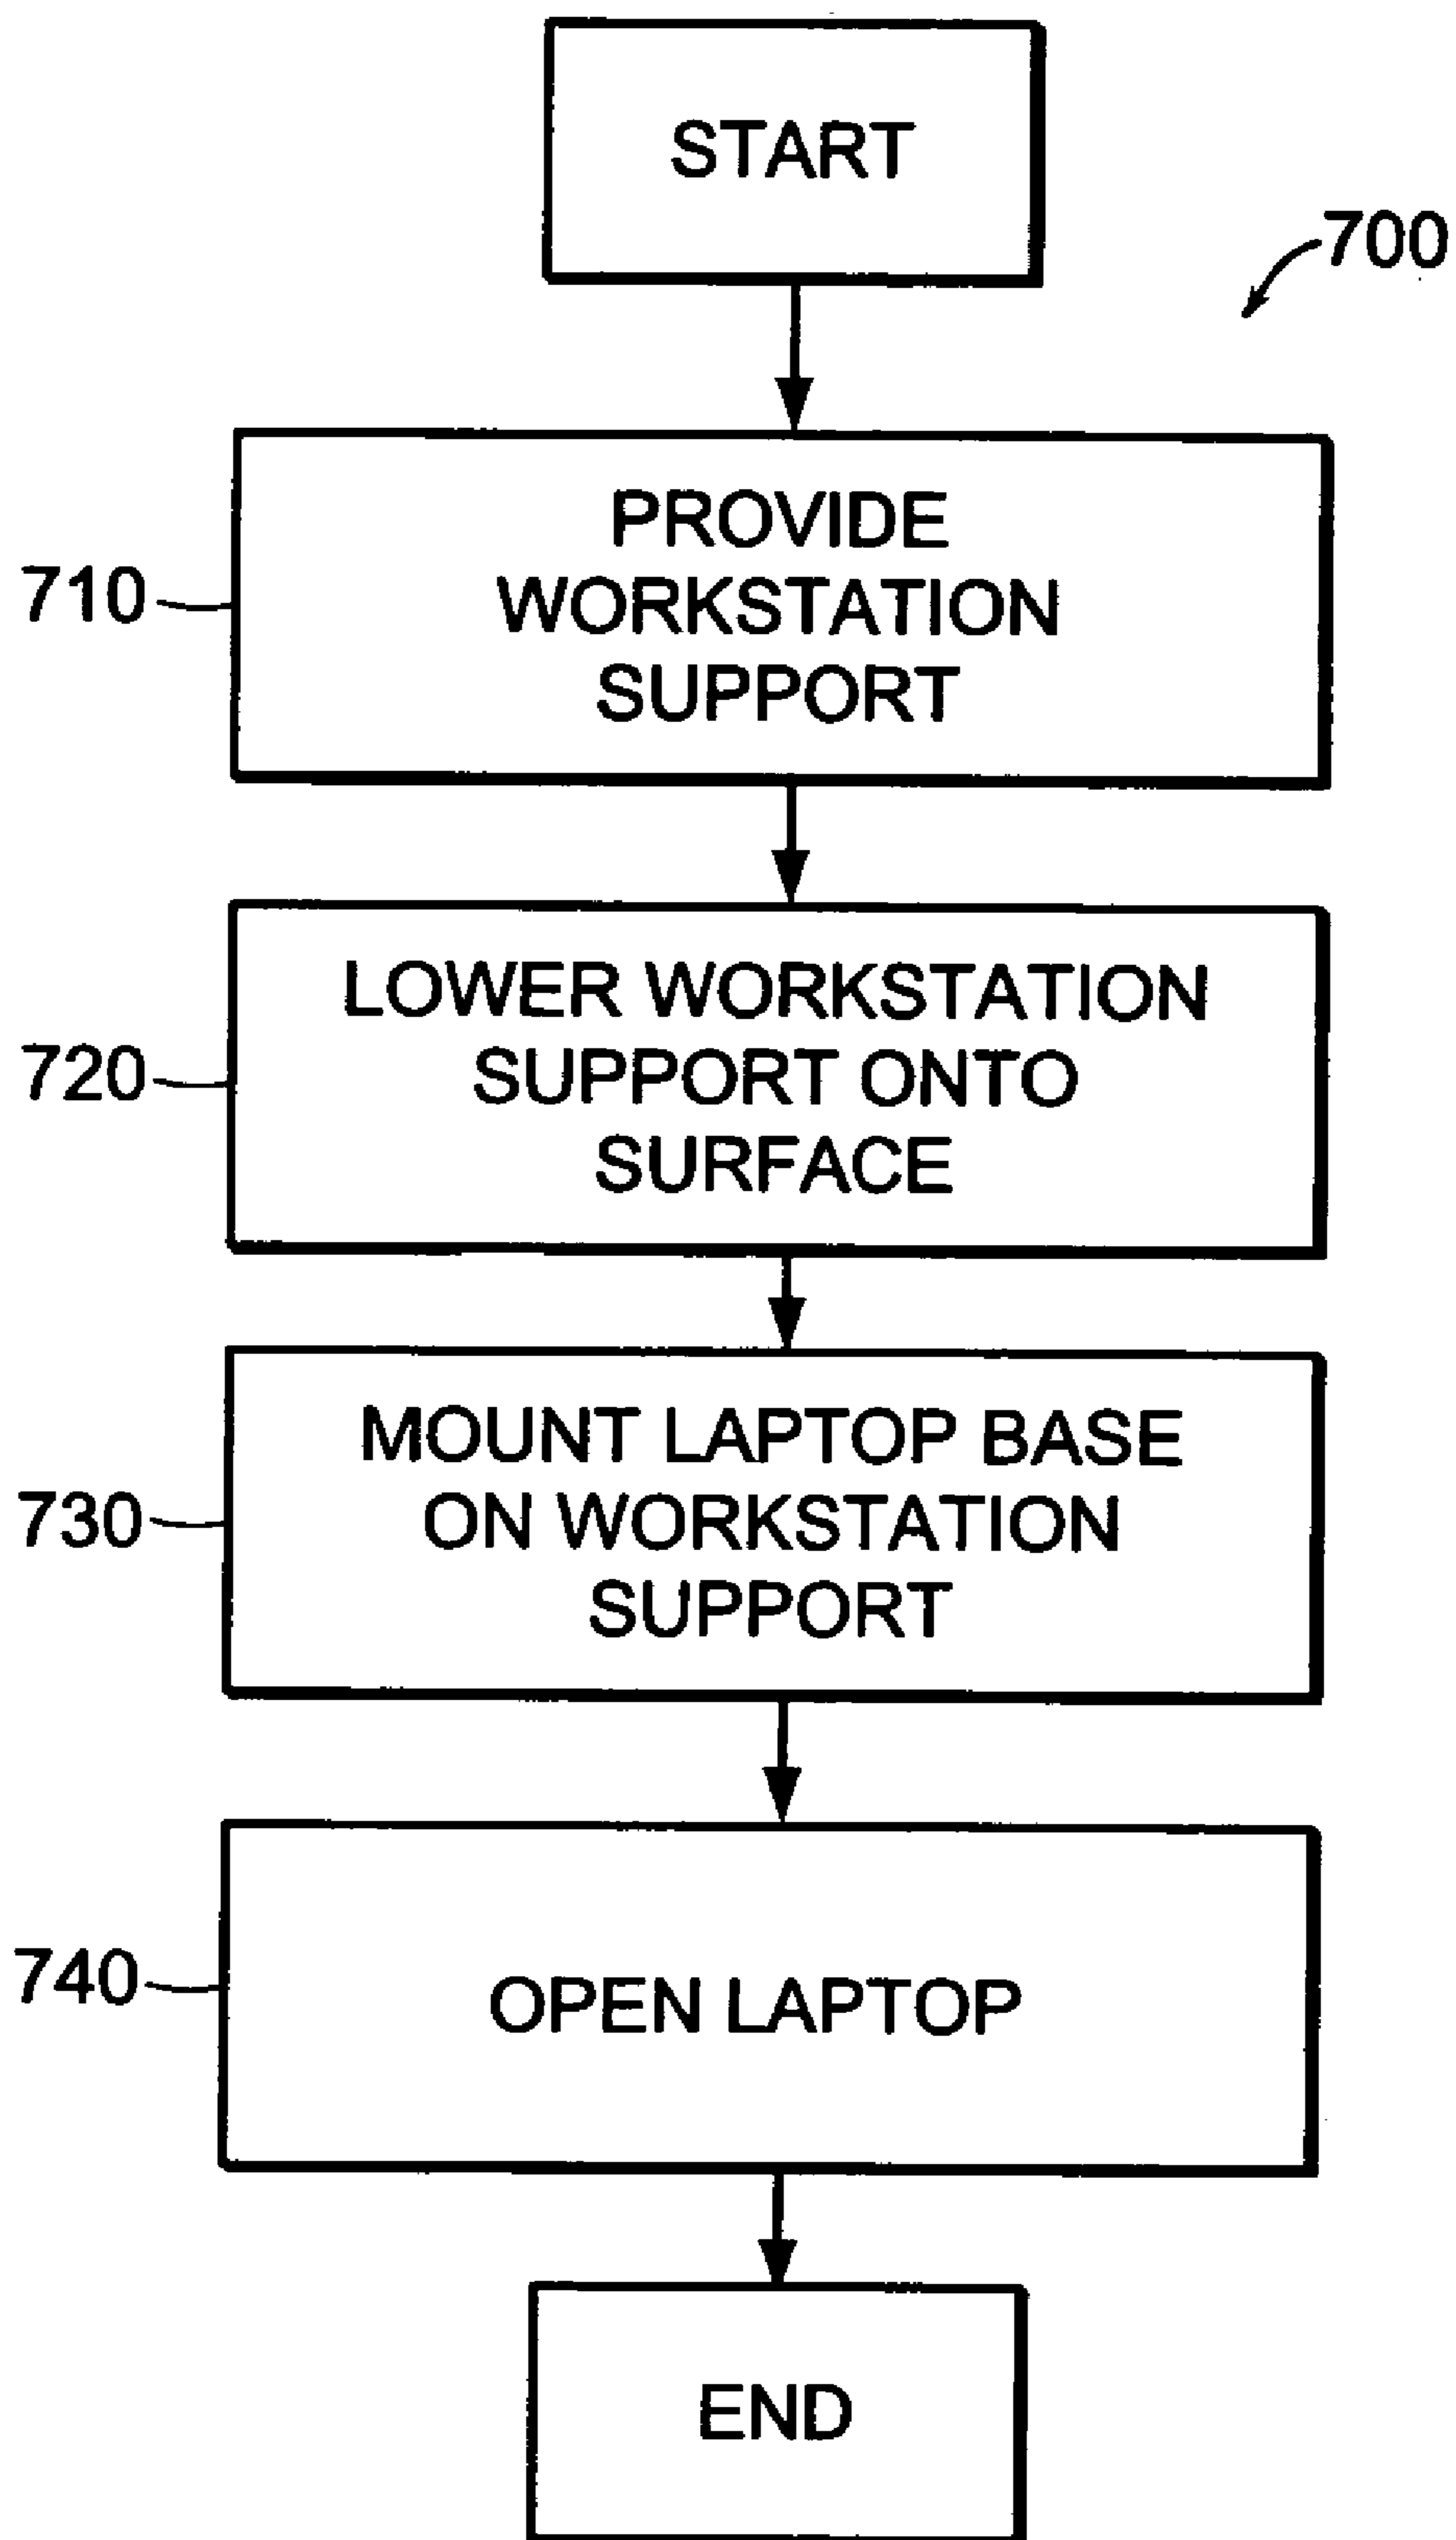 START
700
PROVIDE
WORKSTATION
SUPPORT
710
LOWER WORKSTATION
SUPPORT ONTO
SURFACE
720
MOUNT LAPTOP BASE
ON WORKSTATION
SUPPORT
730
OPEN LAPTOP
740
END